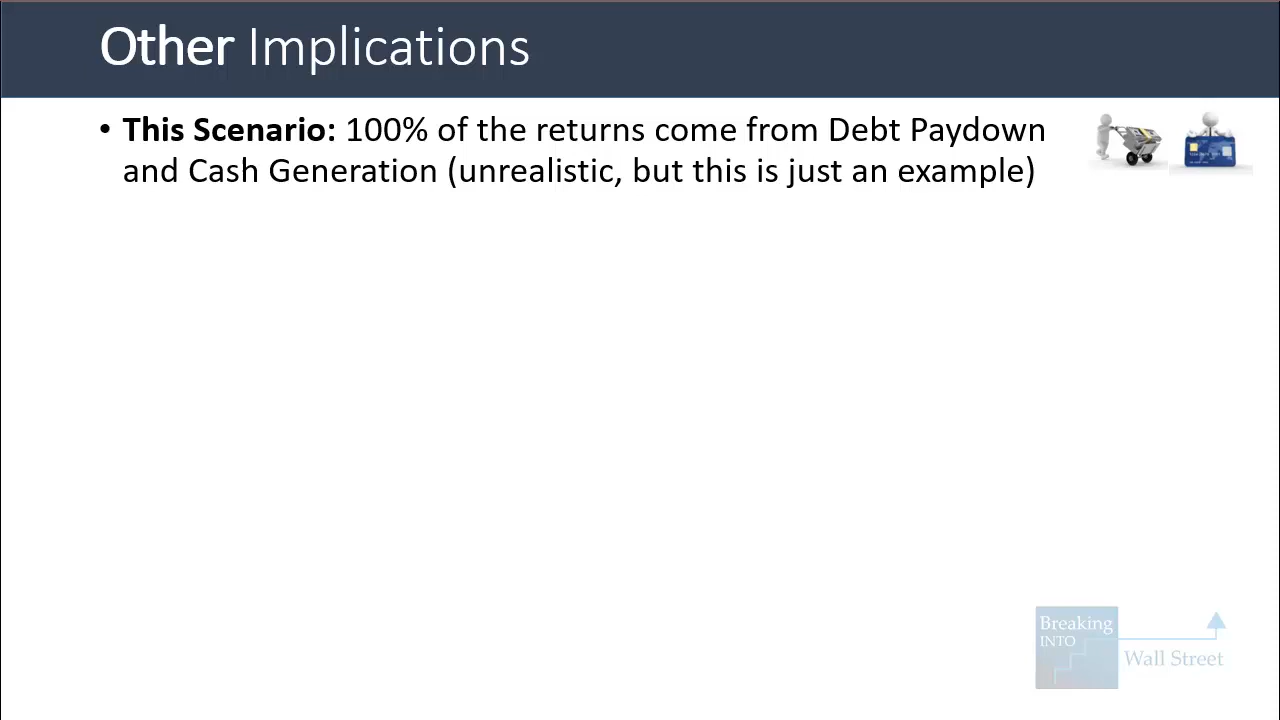 Other Implications
• This Scenario: 100% of the returns come from Debt Paydown
and Cash Generation (unrealistic, but this is just an example)
Breaking
INTO
Wall Street